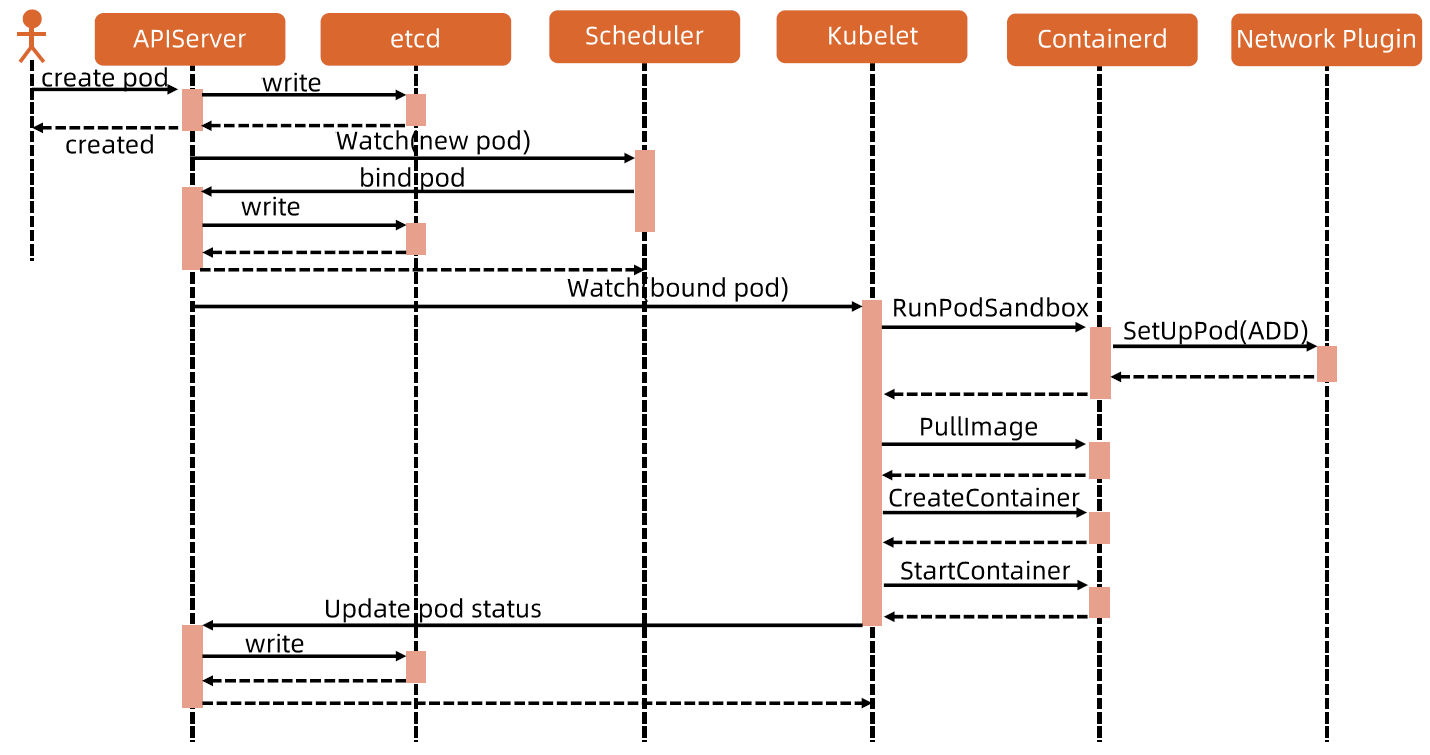 APIServer
etcd
Scheduler
Kubelet
Containerd
Network Plugin
create pod
write
created
Watch(new pod)
bind pod
write
Watch(bound pod)
RunPodSandbox
SetUpPod(ADD)
PullImage
CreateContainer
StartContainer
Update pod status
write